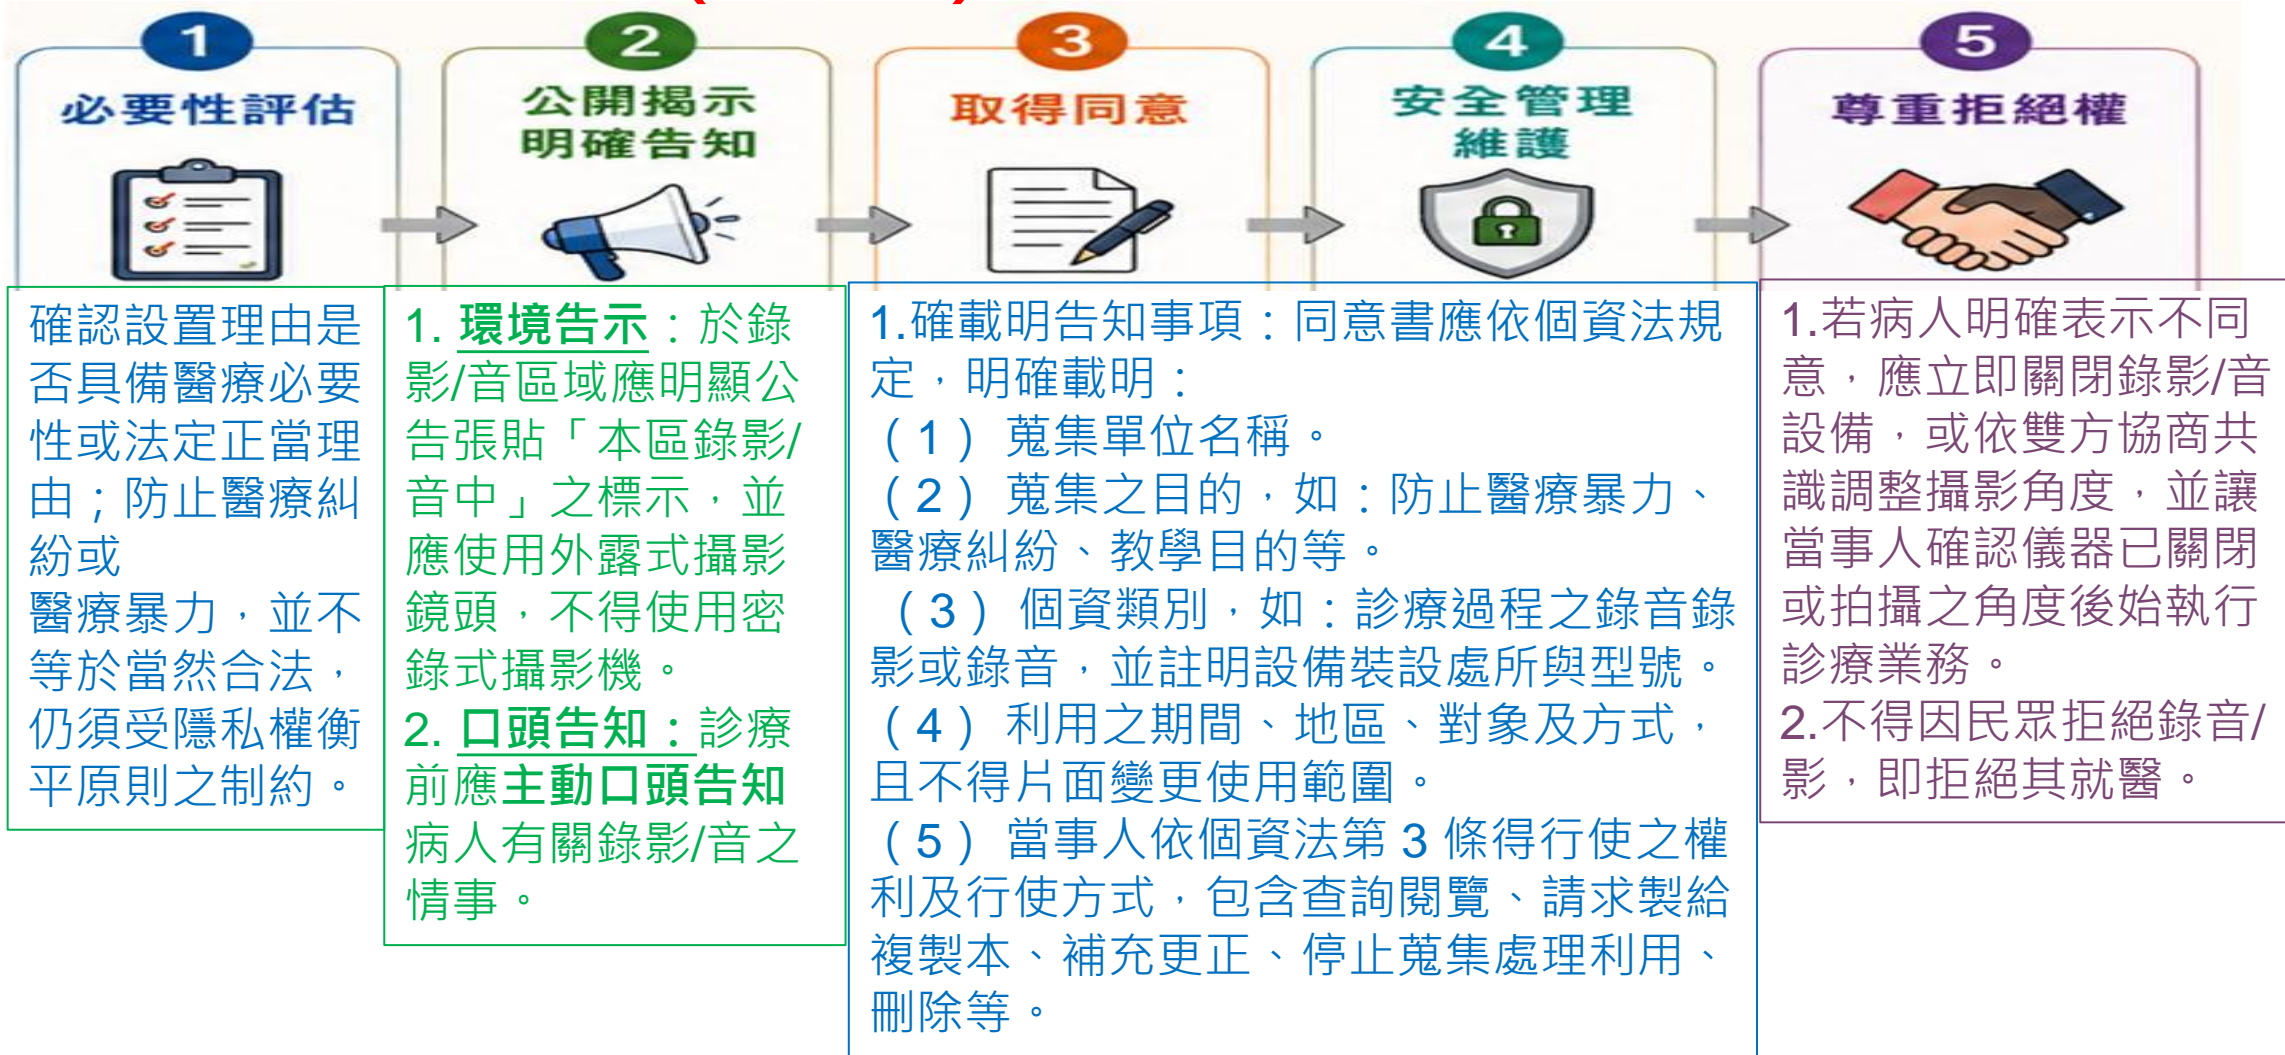 1
必要性評估
2
公開揭示
明確告知
3
取得同意
4
安全管理
維護
5
尊重拒絕權
確認設置理由是
否具備醫療必要
性或法定正當理
由；防止醫療糾
紛或
醫療暴力，並不
等於當然合法，
仍須受隱私權衡
平原則之制約。
1. 環境告示：於錄
影/音區域應明顯公
告張貼「本區錄影/
音中」之標示，並
應使用外露式攝影
鏡頭，不得使用密
錄式攝影機。
2. 口頭告知：診療
前應主動口頭告知
病人有關錄影/音之
情事。
1.確載明告知事項：同意書應依個資法規
定，明確載明：
（1） 蒐集單位名稱。
（2） 蒐集之目的，如：防止醫療暴力、
醫療糾紛、教學目的等。
（3） 個資類別，如：診療過程之錄音錄
影或錄音，並註明設備裝設處所與型號。
（4） 利用之期間、地區、對象及方式，
且不得片面變更使用範圍。
（5） 當事人依個資法第 3 條得行使之權
利及行使方式，包含查詢閱覽、請求製給
複製本、補充更正、停止蒐集處理利用、
刪除等。
1.若病人明確表示不同
意，應立即關閉錄影/音
設備，或依雙方協商共
識調整攝影角度，並讓
當事人確認儀器已關閉
或拍攝之角度後始執行
診療業務。
2.不得因民眾拒絕錄音/
影，即拒絕其就醫。